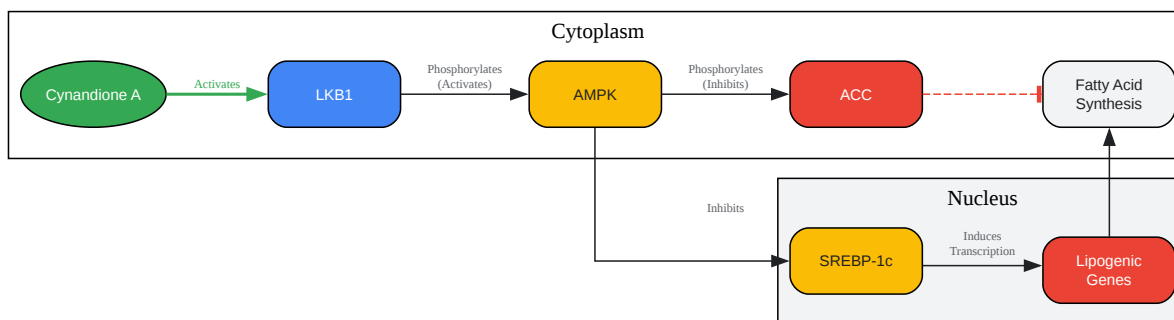 Cytoplasm
Cynandione A
Activates
LKB1
Phosphorylates
(Activates)
AMPK
Phosphorylates
(Inhibits)
ACC
Fatty Acid
Synthesis
Inhibits
Nucleus
SREBP-1c
Induces
Transcription
Lipogenic
Genes